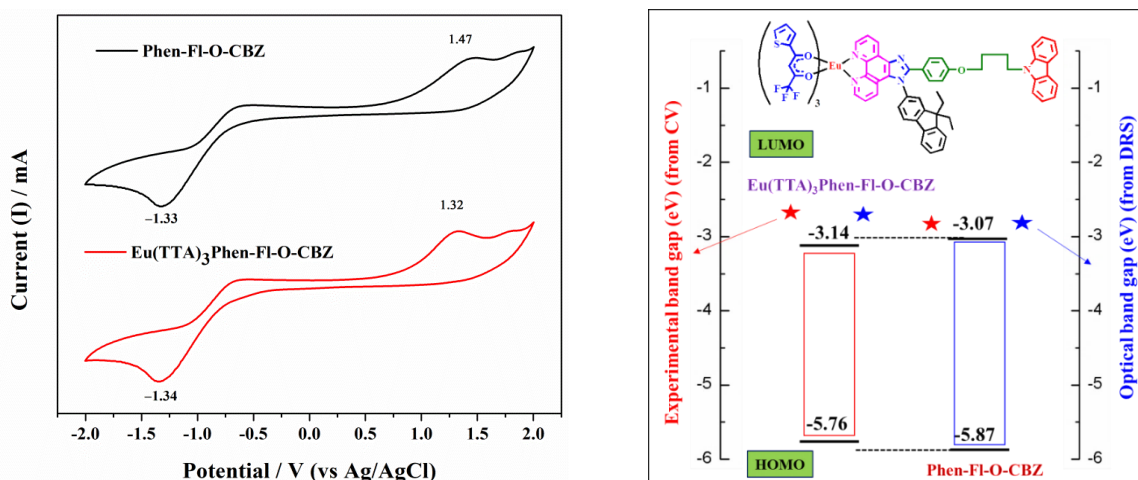 Phen-Fl-O-CBZ
1.47
−1.33
1.32
Eu(TTA)3Phen-Fl-O-CBZ
−1.34
Current (I) / mA
-2.0 -1.5 -1.0 -0.5 0.0 0.5 1.0 1.5 2.0
Potential / V (vs Ag/AgCl)
Experimental band gap (eV) (from CV)
-1
-2
-3
-4
-5
-6
S
O
O
F
F
F
3
Eu
N
N
N
N
O
N
LUMO
Eu(TTA)3Phen-Fl-O-CBZ
-3.14
-3.07
-5.76
-5.87
HOMO
Phen-Fl-O-CBZ
-1
-2
-3
-4
-5
-6
Optical band gap (eV) (from DRS)